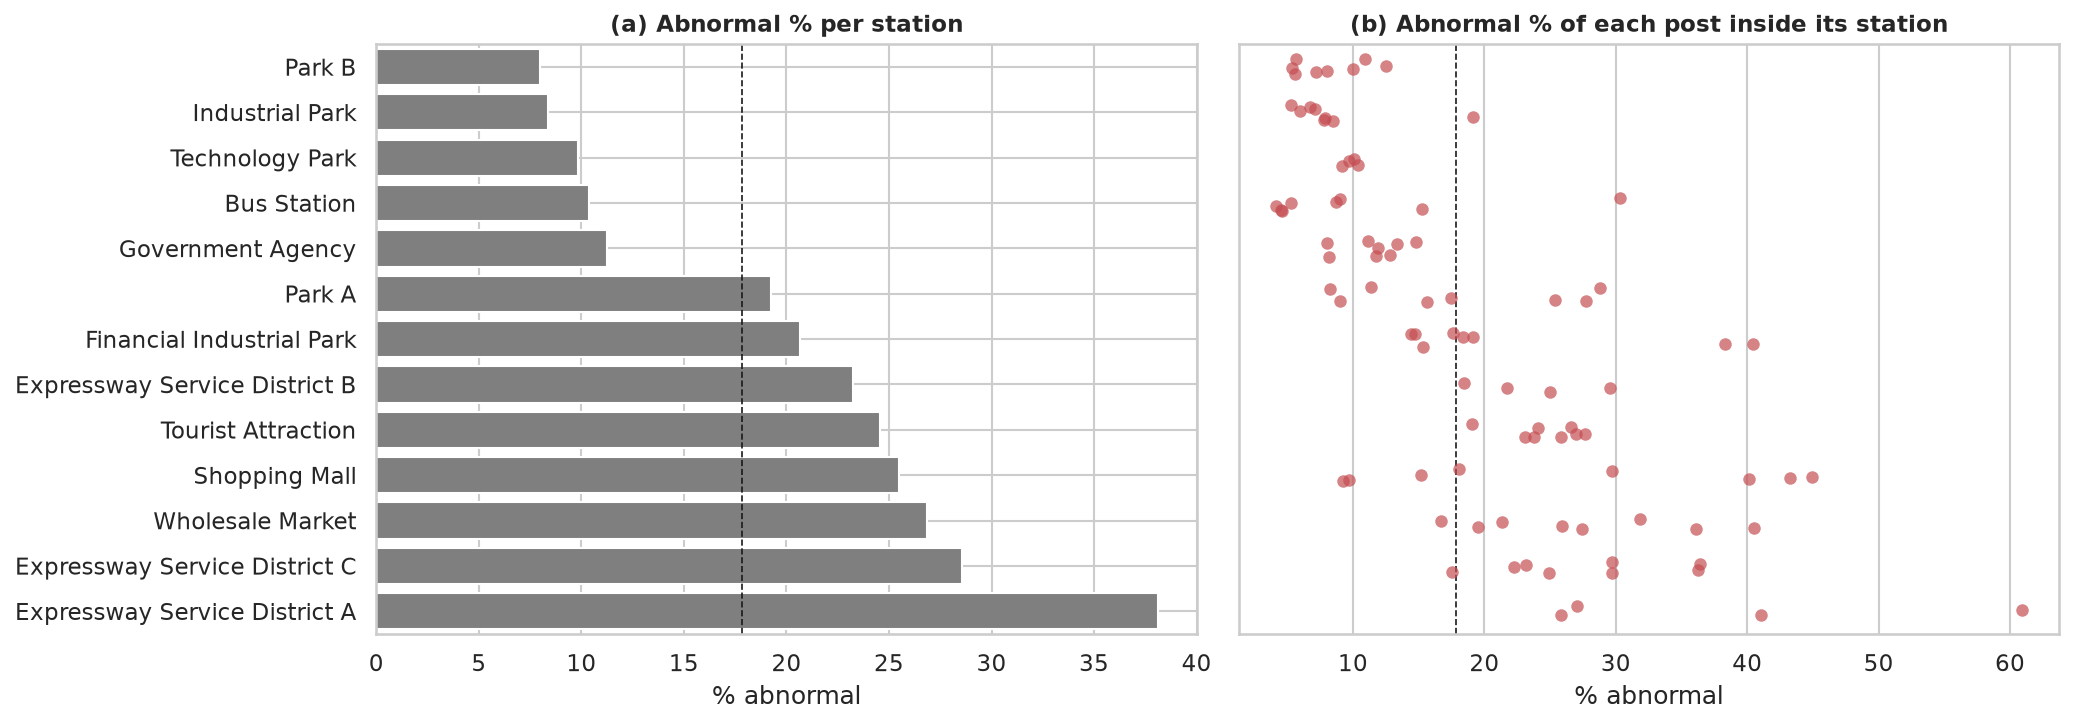 (a) Abnormal % per station
Park B
Industrial Park
Technology Park
Bus Station
Government Agency
Park A
Financial Industrial Park
Expressway Service District B
Tourist Attraction
Shopping Mall
Wholesale Market
Expressway Service District C
Expressway Service District A
0 5 10 15 20 25 30 35 40
% abnormal
(b) Abnormal % of each post inside its station
10 20 30 40 50 60
% abnormal